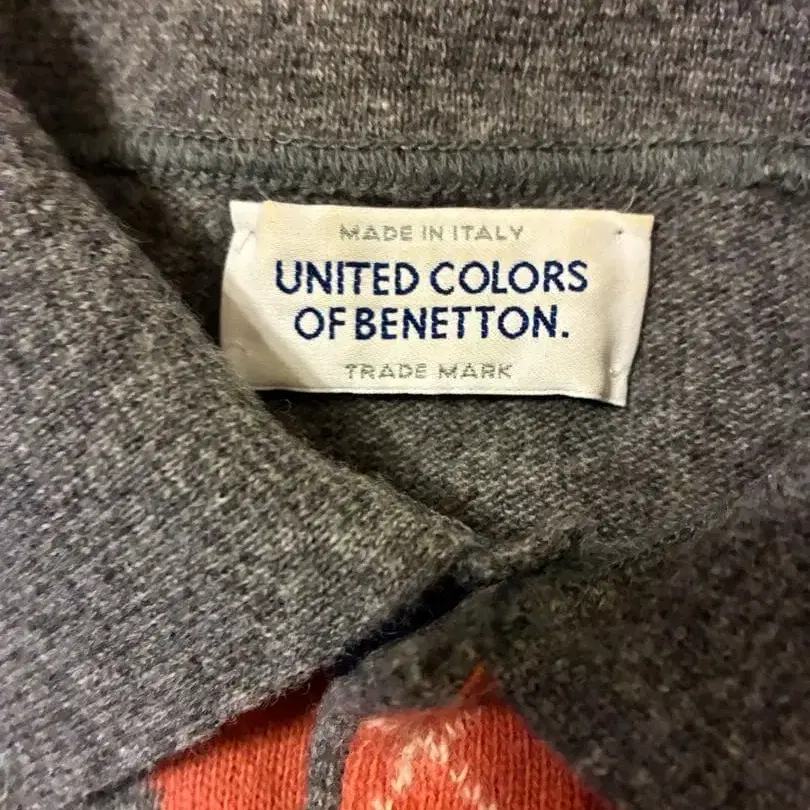 MADE IN ITALY
UNITED COLORS
OF BENETTON.
TRADE MARK